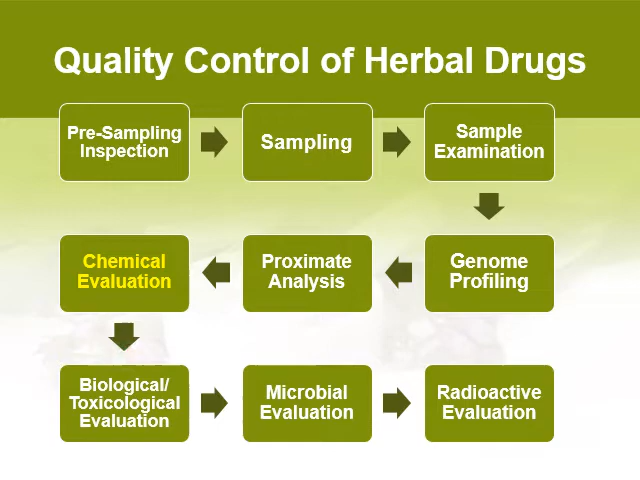 Quality Control of Herbal Drugs
Pre-Sampling
Inspection
Sampling
Sample
Examination
Genome
Profiling
Proximate
Analysis
Chemical
Evaluation
Biological/
Toxicological
Evaluation
Microbial
Evaluation
Radioactive
Evaluation